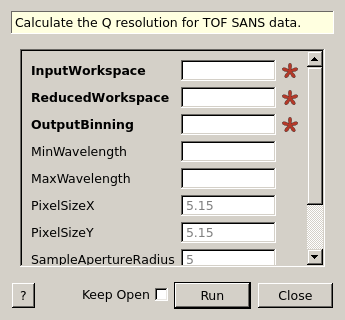 Calculate the Q resolution for TOF SANS data.
InputWorkspace
ReducedWorkspace
OutputBinning
MinWavelength
MaxWavelength
PixelSizeX 5.15
PixelSizeY 5.15
SampleApertureRadius 5
? Keep Open Run Close